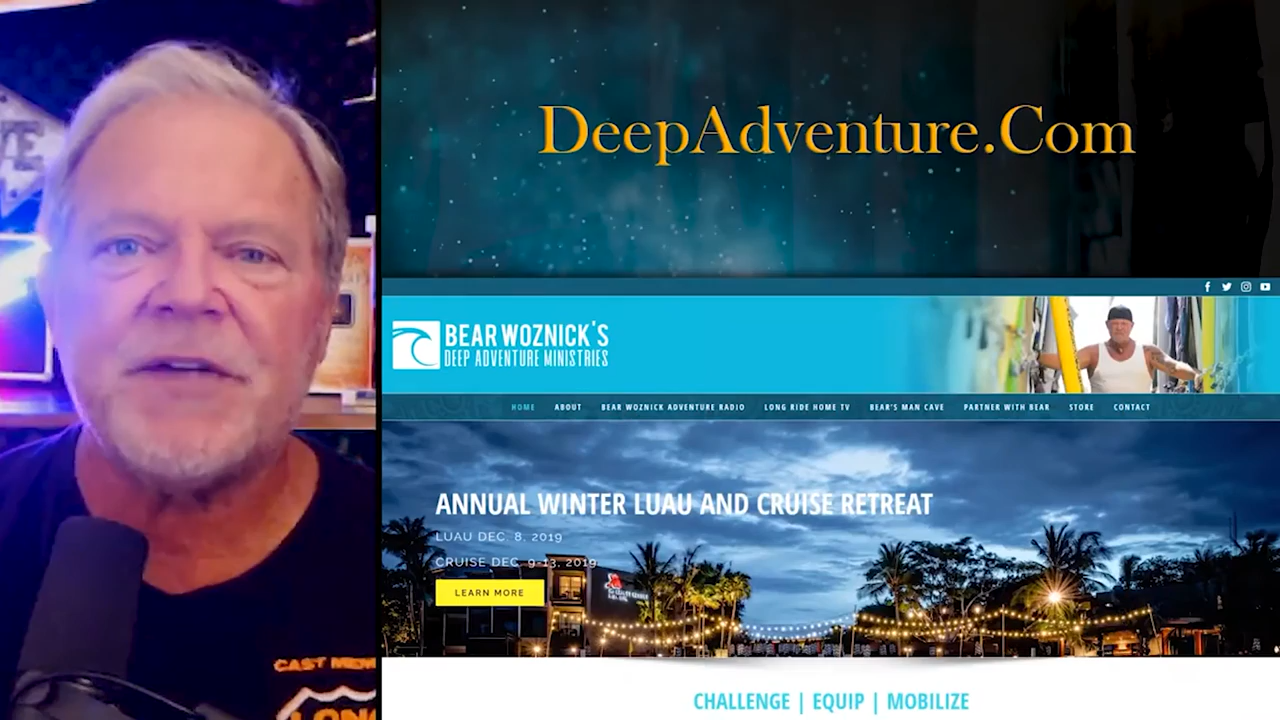 DeepAdventure.Com
BEAR WOZNICK'S
DEEP ADVENTURE MINISTRIES
HOME ABOUT BEAR WOZNICK ADVENTURE RADIO LONG RIDE HOME TV BEAR'S MAN CAVE PARTNER WITH BEAR STORE CONTACT
ANNUAL WINTER LUAU AND CRUISE RETREAT
LUAU DEC. 8, 2019
CRUISE DEC. 9-13, 2019
LEARN MORE
CHALLENGE | EQUIP | MOBILIZE
CAST